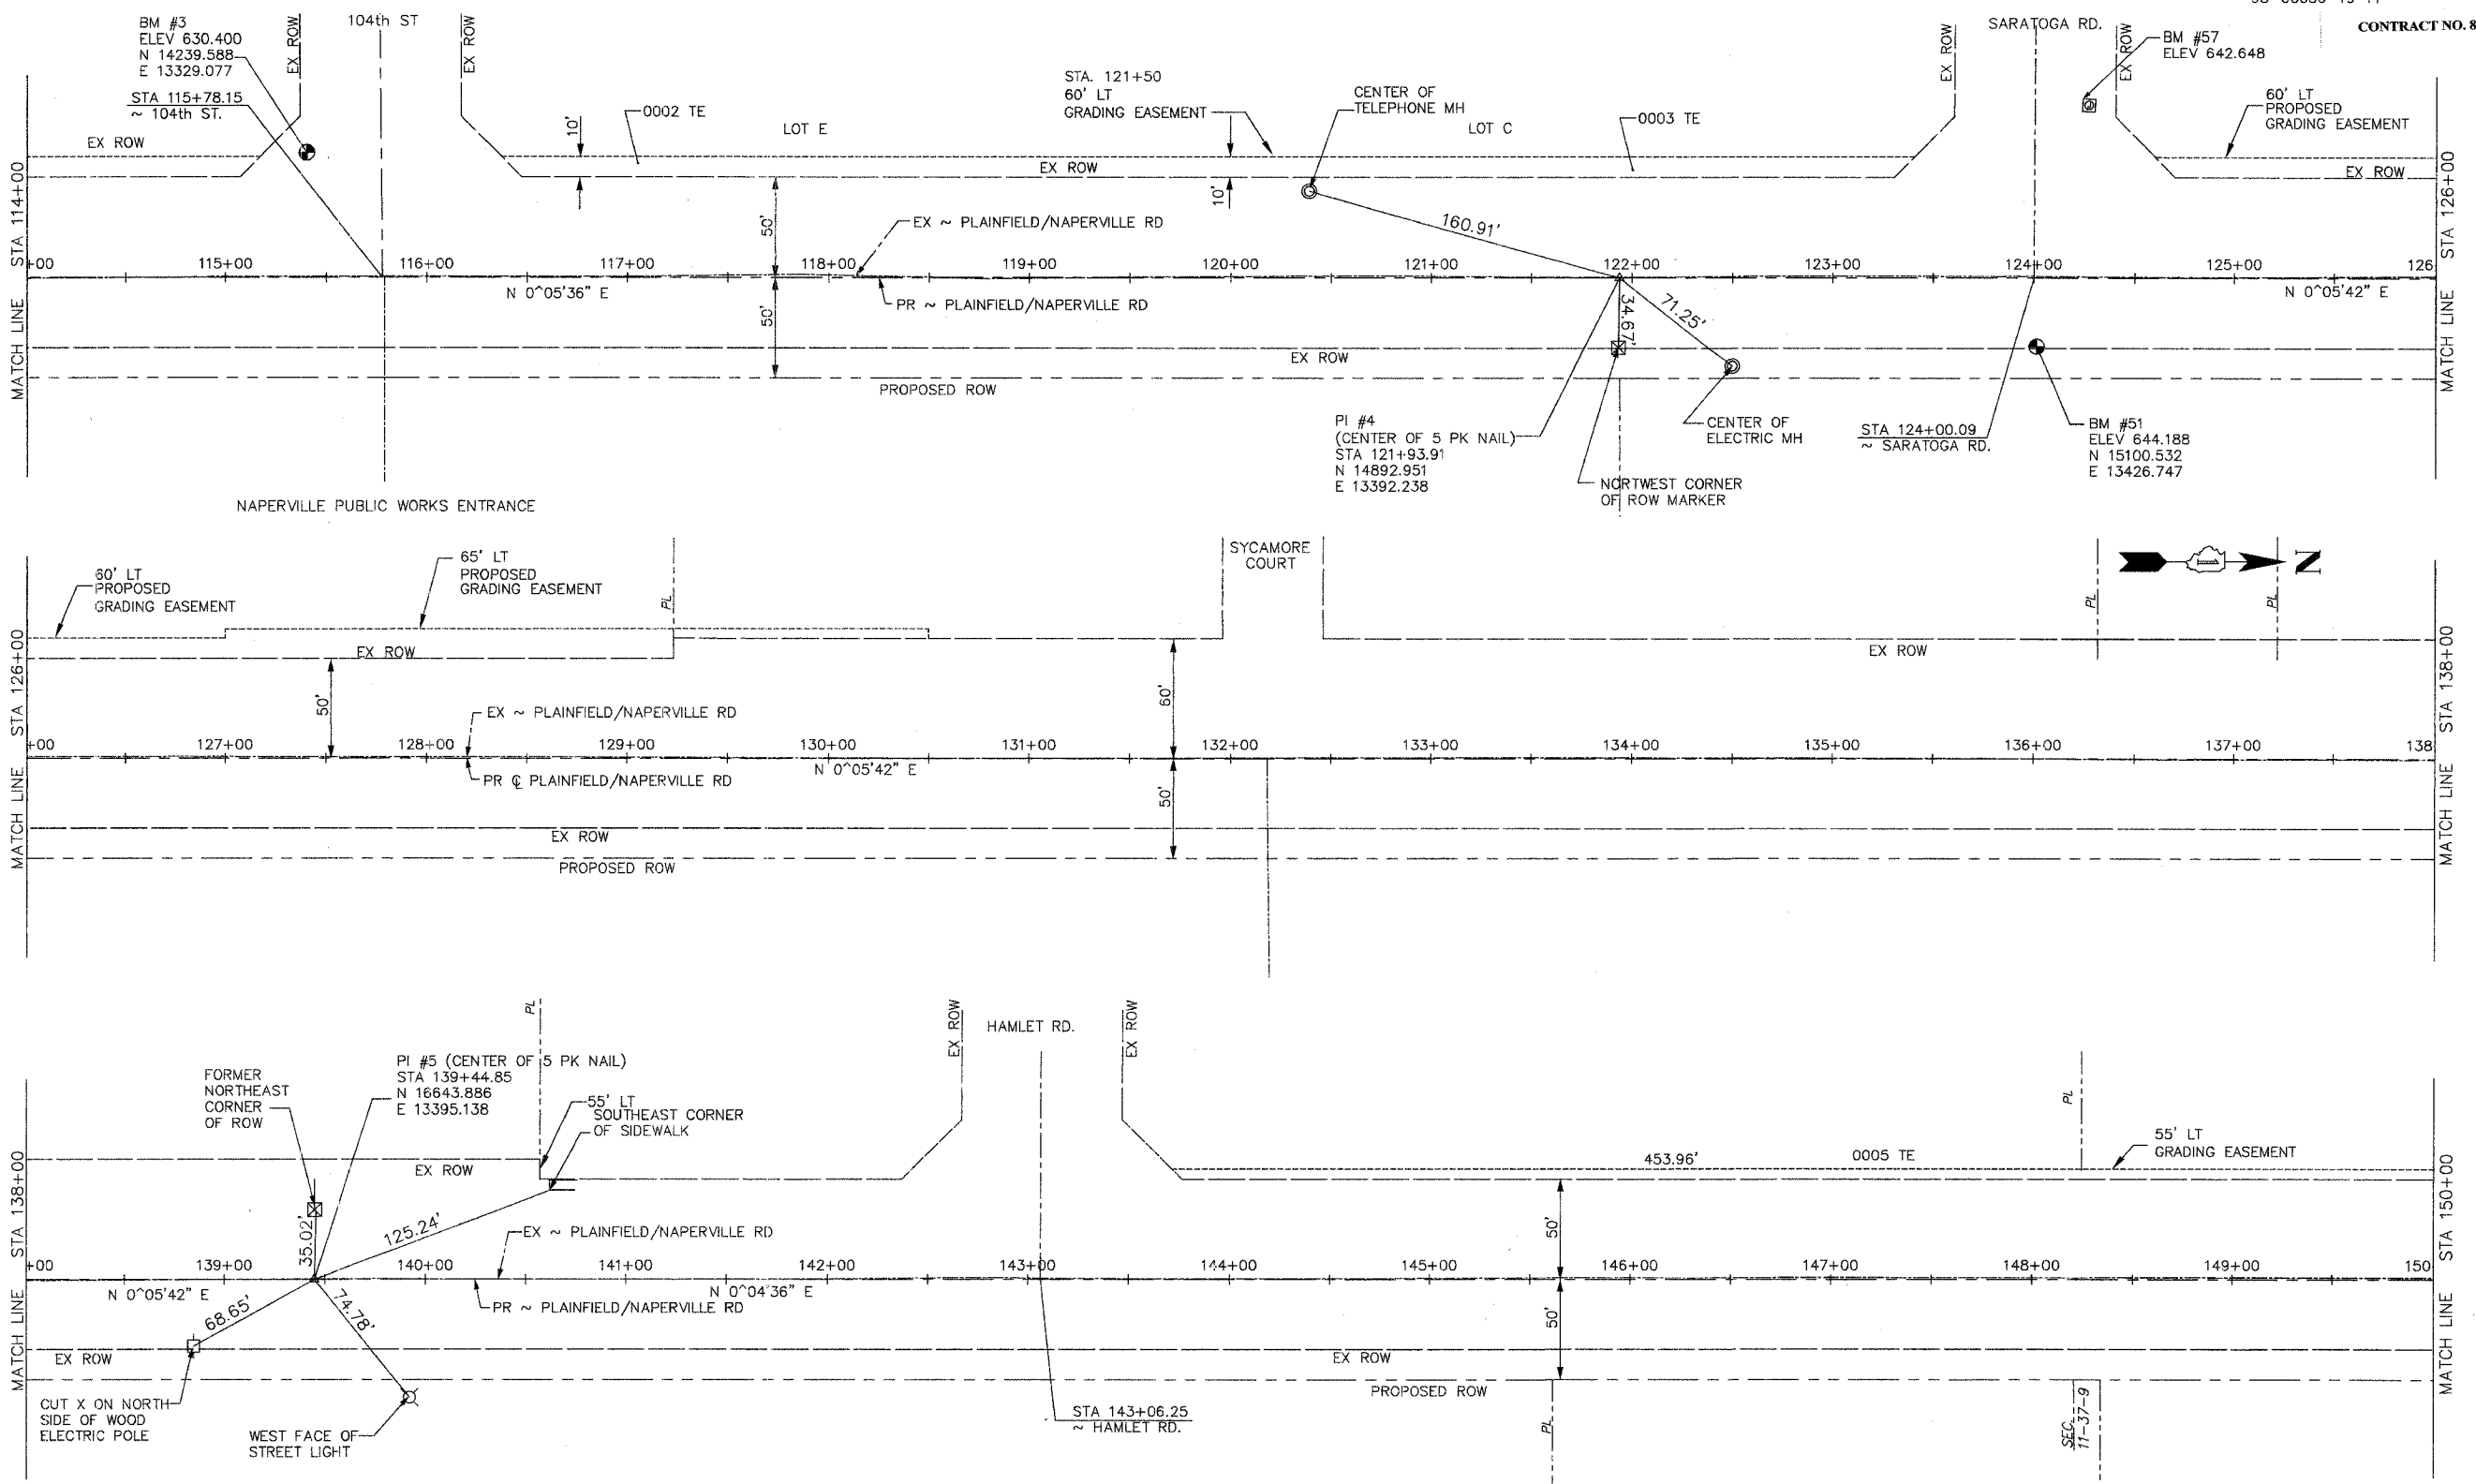 CONTRACT NO. 8
BM #3
ELEV 630.400
N 14239.588
E 13329.077
STA 115+78.15
~ 104th ST.
EX ROW
104th ST
EX ROW
EX ROW
10'
0002 TE
LOT E
STA. 121+50
60' LT
GRADING EASEMENT
CENTER OF
TELEPHONE MH
LOT C
0003 TE
SARATOGA RD.
EX ROW
EX ROW
BM #57
ELEV 642.648
60' LT
PROPOSED
GRADING EASEMENT
EX ROW
10'
EX ROW
MATCH LINE STA 114+00
50'
EX ~ PLAINFIELD/NAPERVILLE RD
160.91'
MATCH LINE STA 126+00
+00
115+00
116+00
117+00
118+00
119+00
120+00
121+00
122+00
123+00
124+00
125+00
126
N 0^05'36" E
50'
PR ~ PLAINFIELD/NAPERVILLE RD
34.67'
71.25'
N 0^05'42" E
EX ROW
PROPOSED ROW
PI #4
(CENTER OF 5 PK NAIL)
STA 121+93.91
N 14892.951
E 13392.238
CENTER OF
ELECTRIC MH
NORTWEST CORNER
OF ROW MARKER
STA 124+00.09
~ SARATOGA RD.
BM #51
ELEV 644.188
N 15100.532
E 13426.747
NAPERVILLE PUBLIC WORKS ENTRANCE
60' LT
PROPOSED
GRADING EASEMENT
65' LT
PROPOSED
GRADING EASEMENT
PL
SYCAMORE
COURT
PL
PL
N
EX ROW
EX ROW
MATCH LINE STA 126+00
50'
EX ~ PLAINFIELD/NAPERVILLE RD
60'
MATCH LINE STA 138+00
+00
127+00
128+00
129+00
130+00
131+00
132+00
133+00
134+00
135+00
136+00
137+00
138
PR ℄ PLAINFIELD/NAPERVILLE RD
N 0^05'42" E
50'
EX ROW
PROPOSED ROW
FORMER
NORTHEAST
CORNER
OF ROW
PI #5 (CENTER OF 5 PK NAIL)
STA 139+44.85
N 16643.886
E 13395.138
PL
55' LT
SOUTHEAST CORNER
OF SIDEWALK
EX ROW
HAMLET RD.
EX ROW
PL
55' LT
GRADING EASEMENT
EX ROW
453.96'
0005 TE
MATCH LINE STA 138+00
35.02'
125.24'
EX ~ PLAINFIELD/NAPERVILLE RD
50'
MATCH LINE STA 150+00
+00
139+00
140+00
141+00
142+00
143+00
144+00
145+00
146+00
147+00
148+00
149+00
150
N 0^05'42" E
68.65'
74.78'
PR ~ PLAINFIELD/NAPERVILLE RD
N 0^04'36" E
50'
EX ROW
EX ROW
PROPOSED ROW
CUT X ON NORTH
SIDE OF WOOD
ELECTRIC POLE
WEST FACE OF
STREET LIGHT
STA 143+06.25
~ HAMLET RD.
PL
SEC.
11-37-9